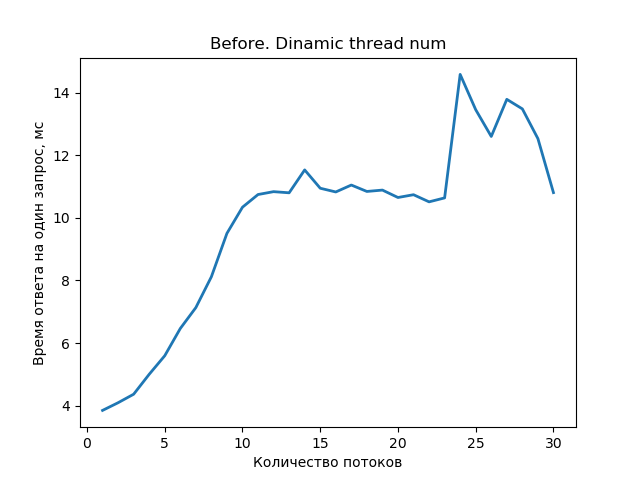 Before. Dinamic thread num
Время ответа на один запрос, мс
14
12
10
8
6
4
0 5 10 15 20 25 30
Количество потоков